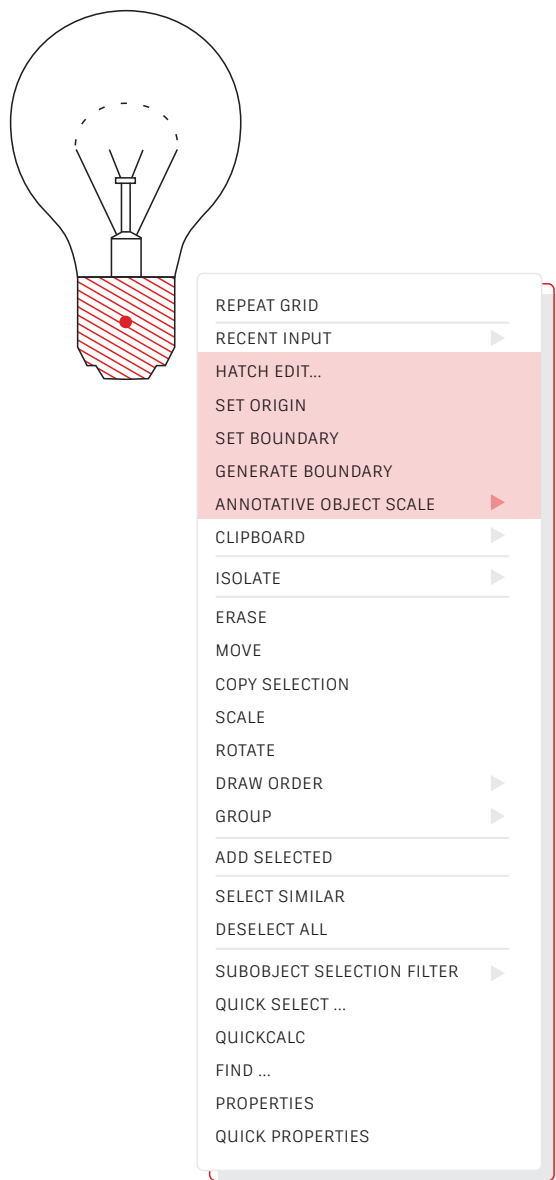 REPEAT GRID
RECENT INPUT
HATCH EDIT...
SET ORIGIN
SET BOUNDARY
GENERATE BOUNDARY
ANNOTATIVE OBJECT SCALE
CLIPBOARD
ISOLATE
ERASE
MOVE
COPY SELECTION
SCALE
ROTATE
DRAW ORDER
GROUP
ADD SELECTED
SELECT SIMILAR
DESELECT ALL
SUBOBJECT SELECTION FILTER
QUICK SELECT ...
QUICKCALC
FIND ...
PROPERTIES
QUICK PROPERTIES